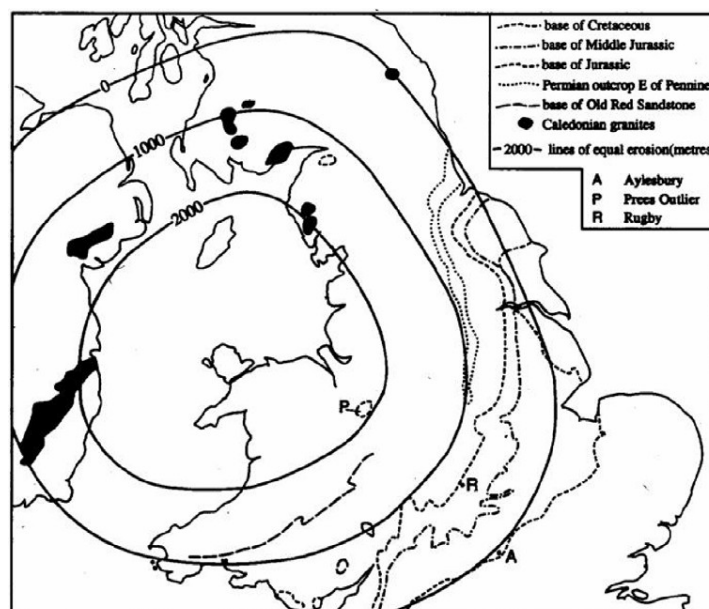 base of Cretaceous
base of Middle Jurassic
base of Jurassic
Permian outcrop E of Pennine
base of Old Red Sandstone
Caledonian granites
2000 lines of equal erosion(metres
A Aylesbury
P Prees Outlier
R Rugby
0
1000
2000
P
R
A